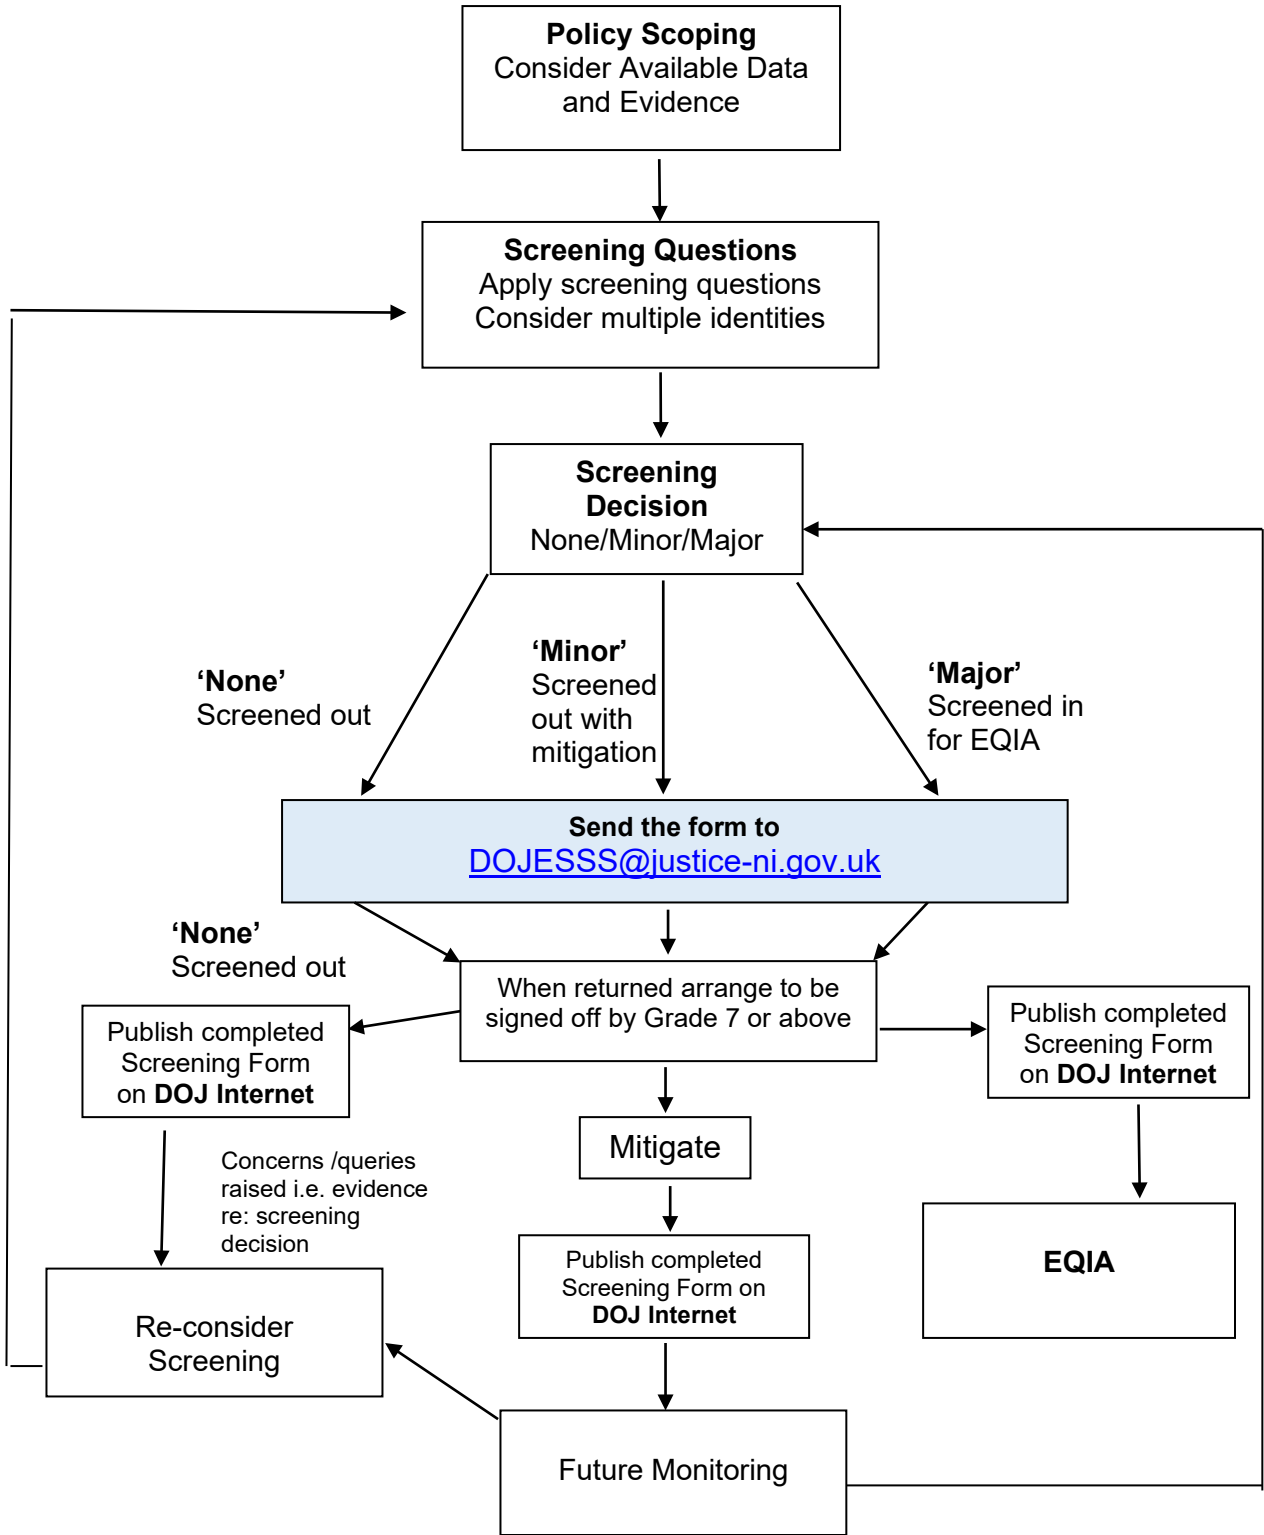 Policy Scoping
Consider Available Data
and Evidence
Screening Questions
Apply screening questions
Consider multiple identities
Screening
Decision
None/Minor/Major
‘None’
Screened out
‘Minor’
Screened
out with
mitigation
‘Major’
Screened in
for EQIA
Send the form to
DOJESSS@justice-ni.gov.uk
‘None’
Screened out
When returned arrange to be
signed off by Grade 7 or above
Publish completed
Screening Form
on DOJ Internet
Publish completed
Screening Form
on DOJ Internet
Mitigate
Concerns /queries
raised i.e. evidence
re: screening
decision
Publish completed
Screening Form on
DOJ Internet
EQIA
Re-consider
Screening
Future Monitoring